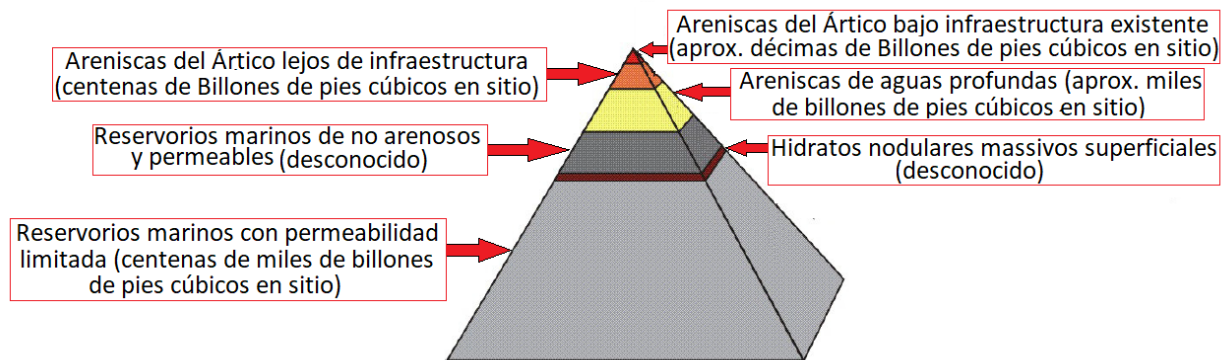 Areniscas del Ártico bajo infraestructura existente
(aprox. décimas de Billones de pies cúbicos en sitio)
Areniscas del Ártico lejos de infraestructura
(centenas de Billones de pies cúbicos en sitio)
Areniscas de aguas profundas (aprox. miles
de billones de pies cúbicos en sitio)
Reservorios marinos de no arenosos
y permeables (desconocido)
Hidratos nodulares massivos superficiales
(desconocido)
Reservorios marinos con permeabilidad
limitada (centenas de miles de billones
de pies cúbicos en sitio)